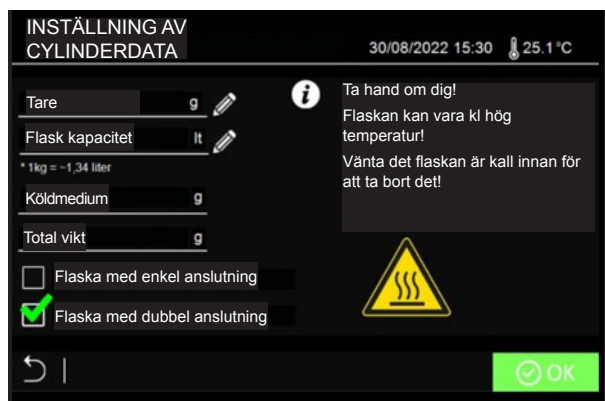 INSTÄLLNING AV
CYLINDERDATA
30/08/2022 15:30 25.1°C
Tare g
Flask kapacitet lt
* 1kg = ~1,34 liter
Köldmedium g
Total vikt g
Flaska med enkel anslutning
Flaska med dubbel anslutning
i
Ta hand om dig!
Flaskan kan vara kl hög
temperatur!
Vänta det flaskan är kall innan för
att ta bort det!
OK